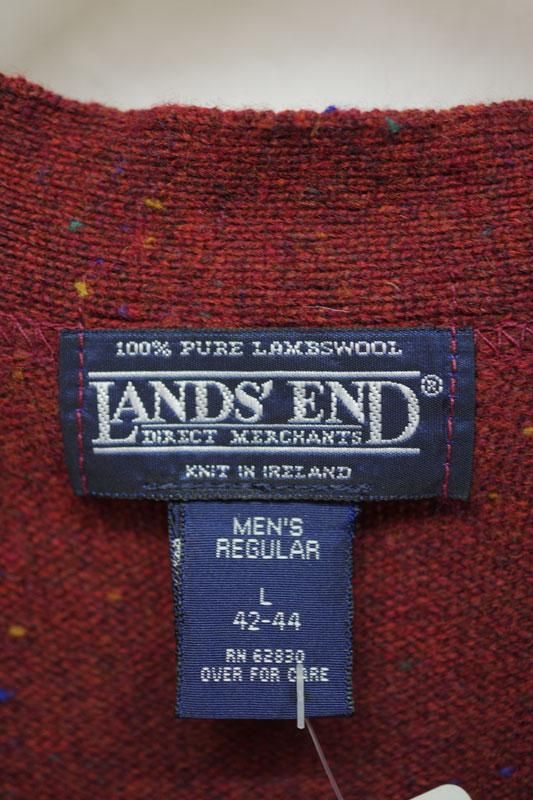 100% PURE LAMBSWOOL
LANDS' END®
DIRECT MERCHANTS
KNIT IN IRELAND
MEN'S
REGULAR
L
42-44
RN 62830
OVER FOR CARE